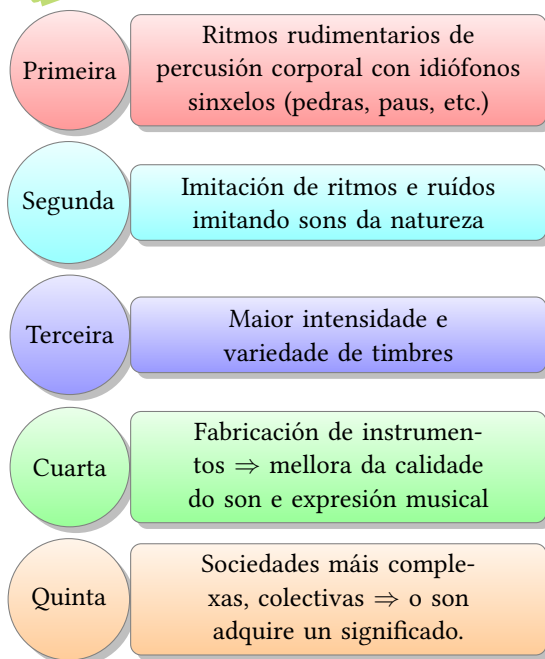 Primeira
Ritmos rudimentarios de
percusión corporal con idiófonos
sinxelos (pedras, paus, etc.)
Segunda
Imitación de ritmos e ruídos
imitando sons da natureza
Terceira
Maior intensidade e
variedade de timbres
Cuarta
Fabricación de instrumen-
tos ⇒ mellora da calidade
do son e expresión musical
Quinta
Sociedades máis comple-
xas, colectivas ⇒ o son
adquire un significado.